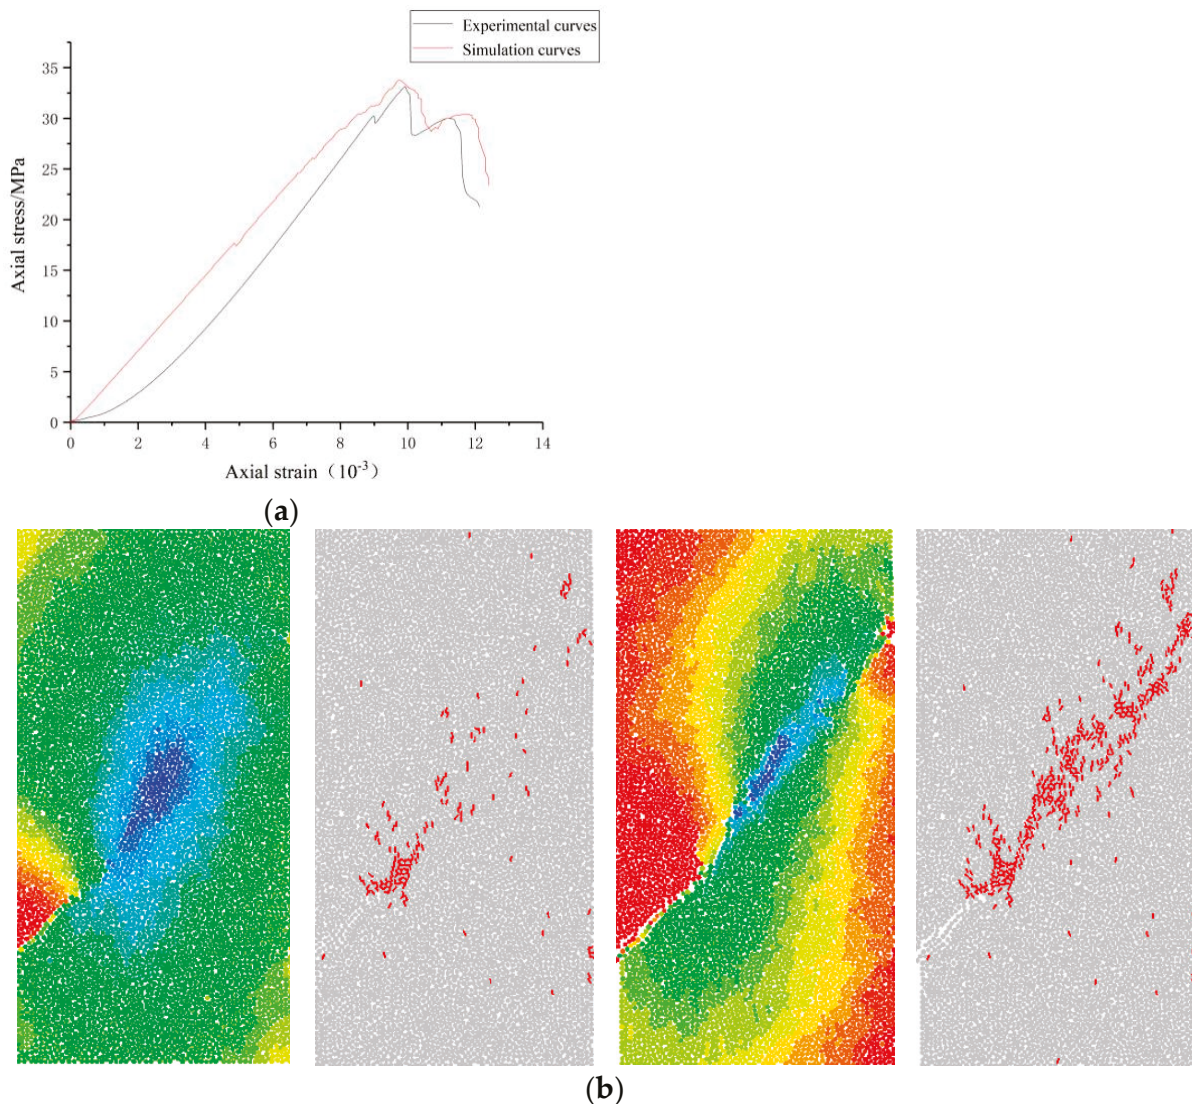 Experimental curves
Simulation curves
35
30
25
20
15
10
5
0
Axial stress/MPa
0 2 4 6 8 10 12 14
Axial strain（10⁻³）
(a)
(b)